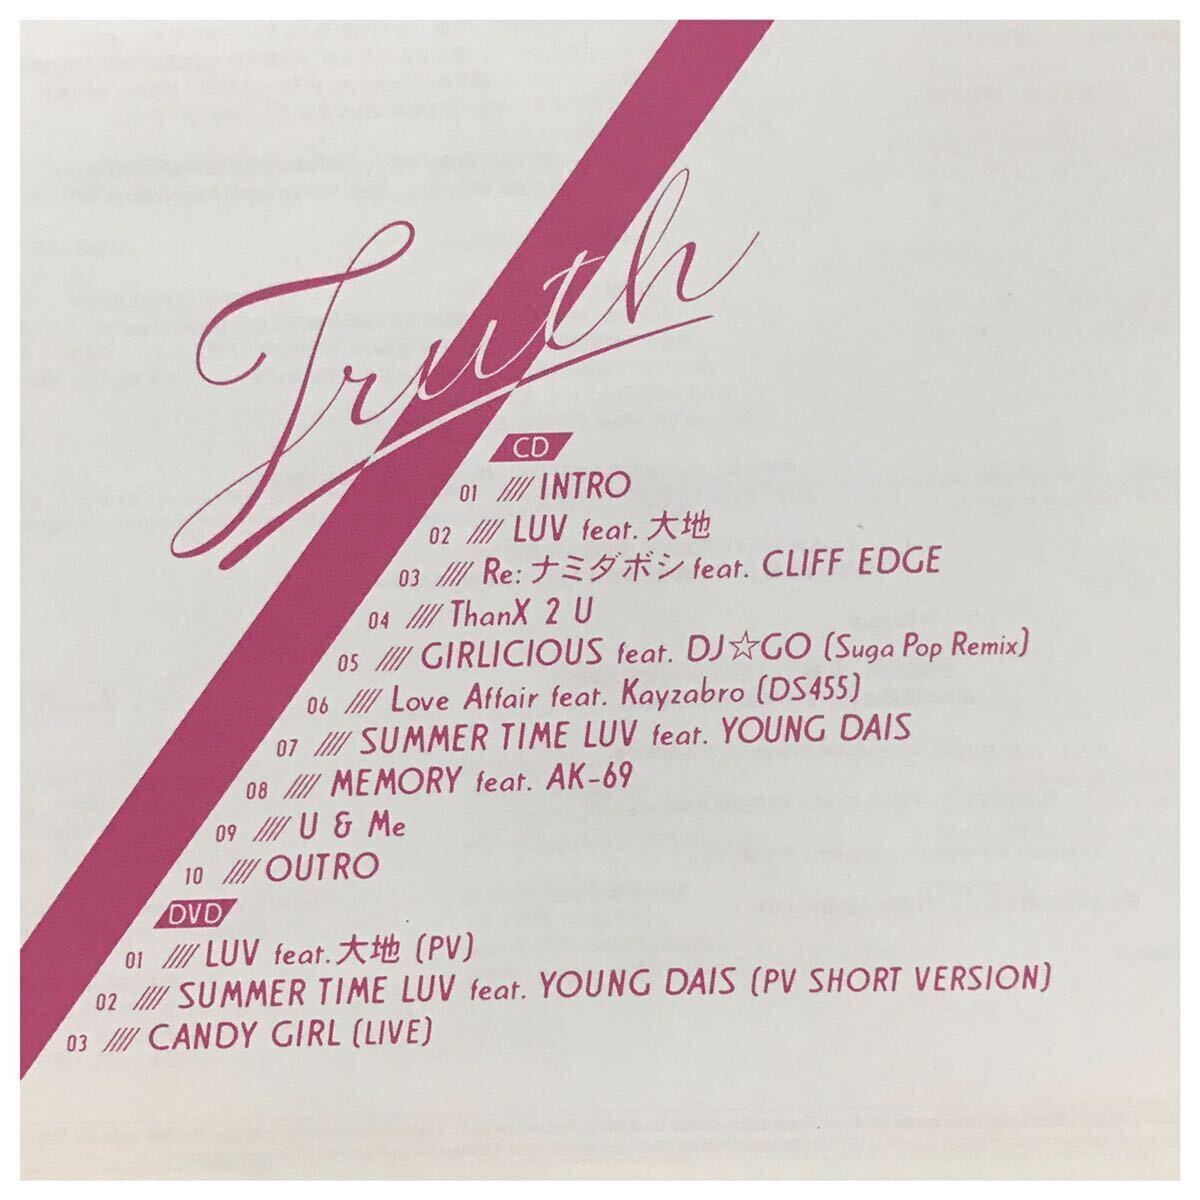 Truth
CD
01 //// INTRO
02 //// LUV feat. 大地
03 //// Re: ナミダボシ feat. CLIFF EDGE
04 //// ThanX 2 U
05 //// GIRLICIOUS feat. DJ☆GO (Suga Pop Remix)
06 //// Love Affair feat. Kayzabro (DS455)
07 //// SUMMER TIME LUV feat. YOUNG DAIS
08 //// MEMORY feat. AK-69
09 //// U & Me
10 //// OUTRO
DVD
01 //// LUV feat. 大地 (PV)
02 //// SUMMER TIME LUV feat. YOUNG DAIS (PV SHORT VERSION)
03 //// CANDY GIRL (LIVE)